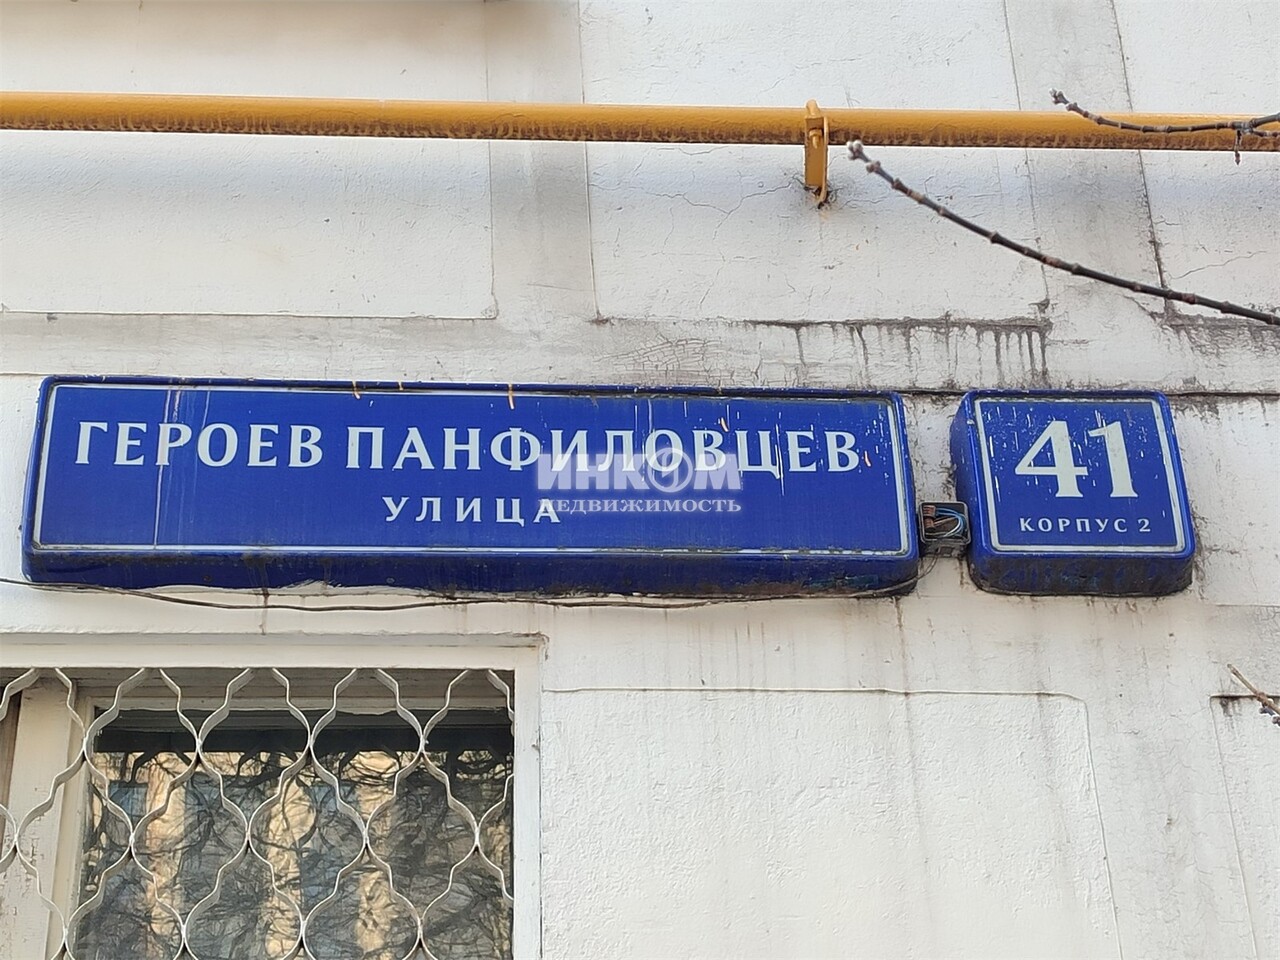 ГЕРОЕВ ПАНФИЛОВЦЕВ
УЛИЦА
41
КОРПУС 2
ИНКОМ
НЕДВИЖИМОСТЬ